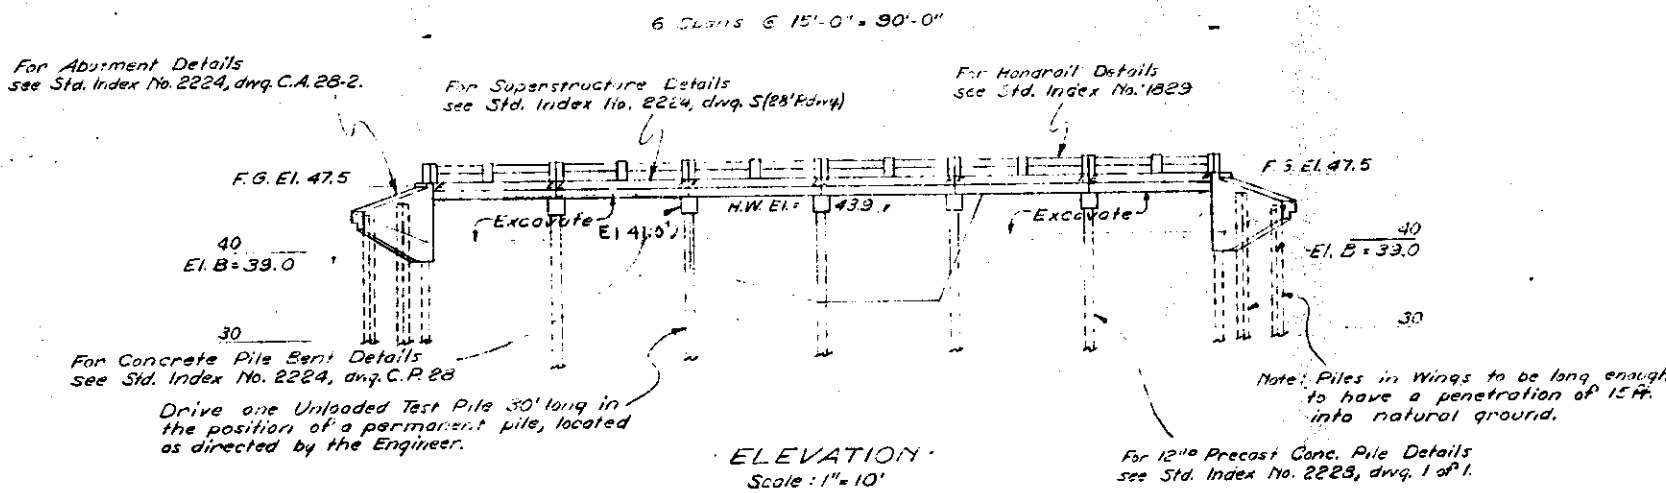 6 Spans @ 15'-0" = 90'-0"
For Abutment Details
see Std. Index No. 2224, dwg. C.A. 28-2.
For Superstructure Details
see Std. Index No. 2224, dwg. S(28' Rdwy)
For Handrail Details
see Std. Index No. 1829
F.G. El. 47.5
F.G. El. 47.5
H.W. El. = 43.9
Excavate
El. 41.0'
Excavate
40
El. B = 39.0
40
El. B = 39.0
30
30
For Concrete Pile Bent Details
see Std. Index No. 2224, dwg. C.P. 28
Drive one Unloaded Test Pile 30' long in
the position of a permanent pile, located
as directed by the Engineer.
Note: Piles in Wings to be long enough
to have a penetration of 15 ft.
into natural ground.
For 12"□ Precast Conc. Pile Details
see Std. Index No. 2228, dwg. 1 of 1.
· ELEVATION ·
Scale : 1" = 10'